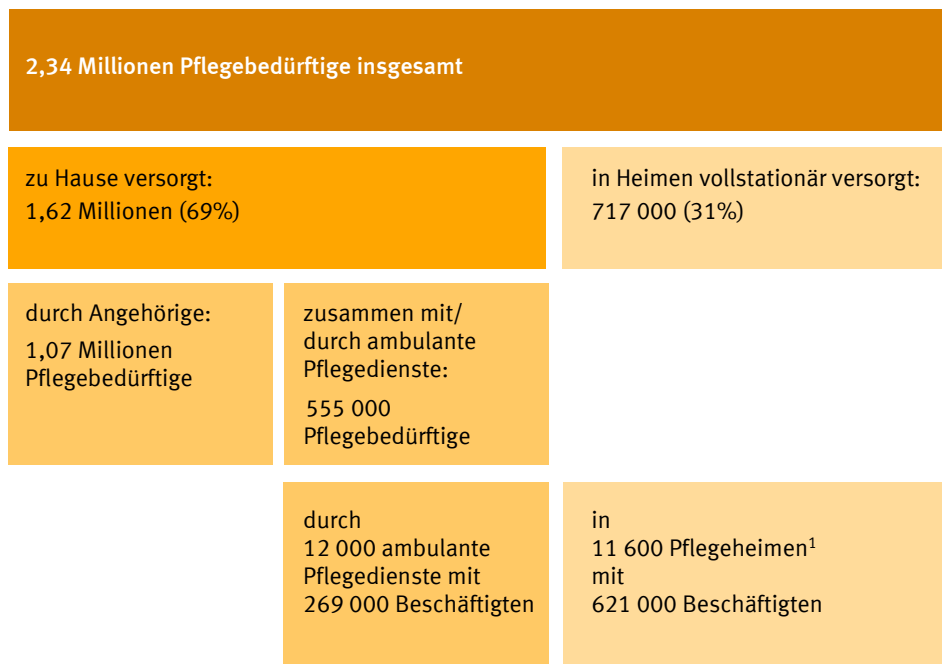 2,34 Millionen Pflegebedürftige insgesamt
zu Hause versorgt:
1,62 Millionen (69%)
in Heimen vollstationär versorgt:
717 000 (31%)
durch Angehörige:
1,07 Millionen
Pflegebedürftige
zusammen mit/
durch ambulante
Pflegedienste:
555 000
Pflegebedürftige
durch
12 000 ambulante
Pflegedienste mit
269 000 Beschäftigten
in
11 600 Pflegeheimen¹
mit
621 000 Beschäftigten